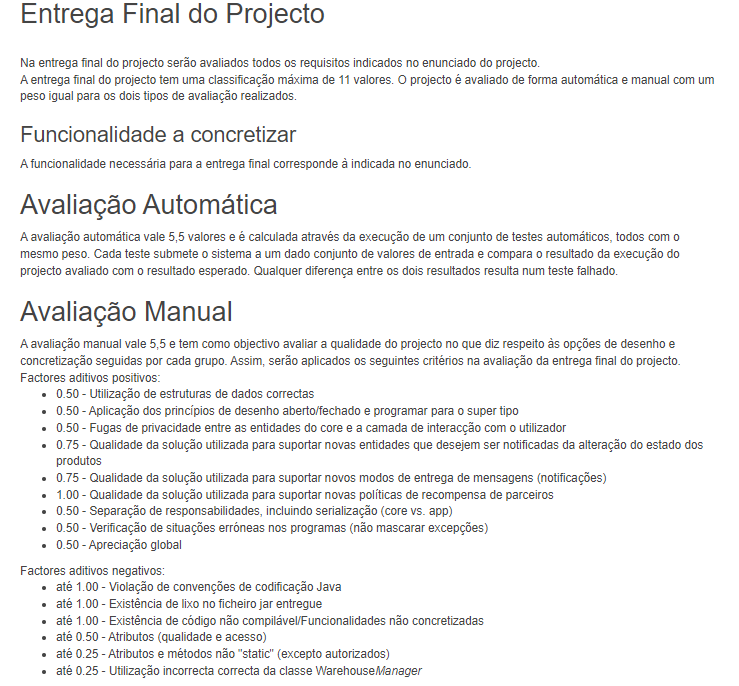 Entrega Final do Projecto
Na entrega final do projecto serão avaliados todos os requisitos indicados no enunciado do projecto.
A entrega final do projecto tem uma classificação máxima de 11 valores. O projecto é avaliado de forma automática e manual com um
peso igual para os dois tipos de avaliação realizados.
Funcionalidade a concretizar
A funcionalidade necessária para a entrega final corresponde à indicada no enunciado.
Avaliação Automática
A avaliação automática vale 5,5 valores e é calculada através da execução de um conjunto de testes automáticos, todos com o
mesmo peso. Cada teste submete o sistema a um dado conjunto de valores de entrada e compara o resultado da execução do
projecto avaliado com o resultado esperado. Qualquer diferença entre os dois resultados resulta num teste falhado.
Avaliação Manual
A avaliação manual vale 5,5 e tem como objectivo avaliar a qualidade do projecto no que diz respeito às opções de desenho e
concretização seguidas por cada grupo. Assim, serão aplicados os seguintes critérios na avaliação da entrega final do projecto.
Factores aditivos positivos:
• 0.50 - Utilização de estruturas de dados correctas
• 0.50 - Aplicação dos princípios de desenho aberto/fechado e programar para o super tipo
• 0.50 - Fugas de privacidade entre as entidades do core e a camada de interacção com o utilizador
• 0.75 - Qualidade da solução utilizada para suportar novas entidades que desejem ser notificadas da alteração do estado dos
produtos
• 0.75 - Qualidade da solução utilizada para suportar novos modos de entrega de mensagens (notificações)
• 1.00 - Qualidade da solução utilizada para suportar novas políticas de recompensa de parceiros
• 0.50 - Separação de responsabilidades, incluindo serialização (core vs. app)
• 0.50 - Verificação de situações erróneas nos programas (não mascarar excepções)
• 0.50 - Apreciação global
Factores aditivos negativos:
• até 1.00 - Violação de convenções de codificação Java
• até 1.00 - Existência de lixo no ficheiro jar entregue
• até 1.00 - Existência de código não compilável/Funcionalidades não concretizadas
• até 0.50 - Atributos (qualidade e acesso)
• até 0.25 - Atributos e métodos não "static" (excepto autorizados)
• até 0.25 - Utilização incorrecta correcta da classe WarehouseManager